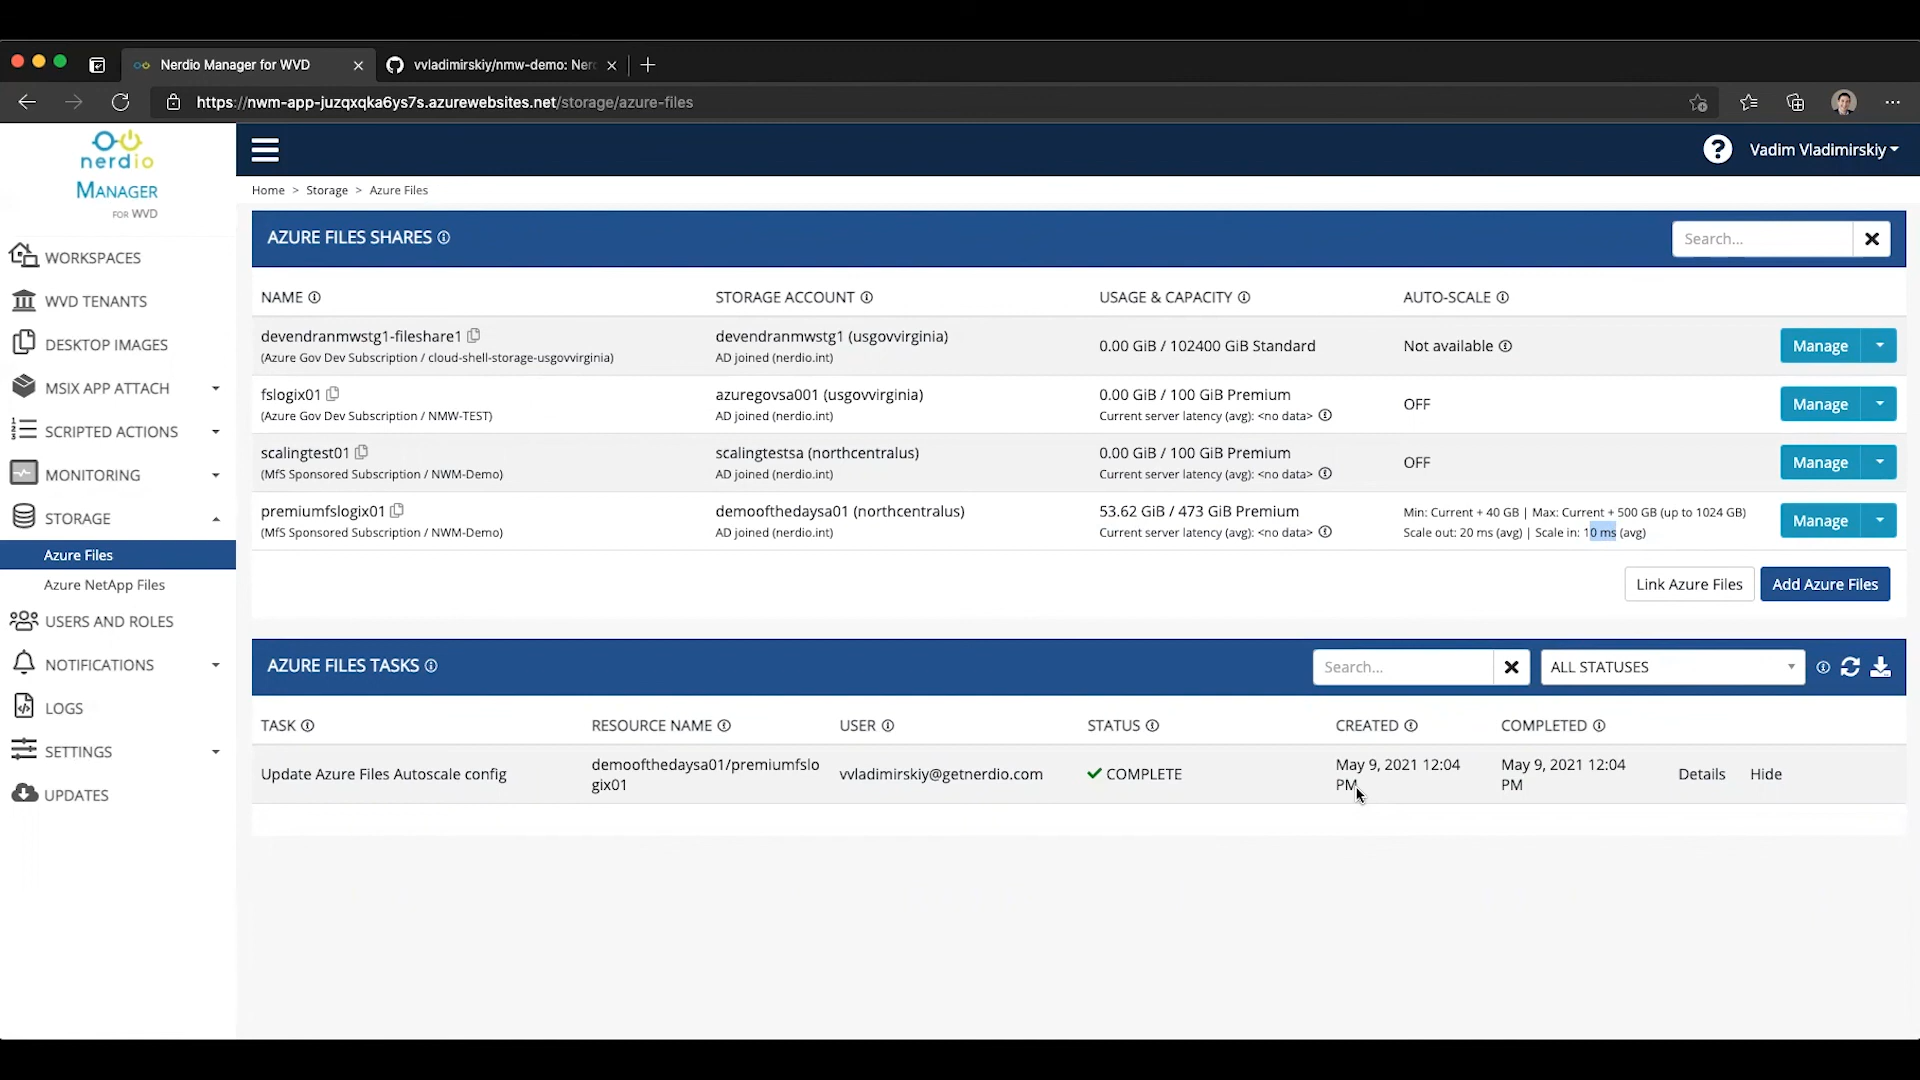 Nerdio Manager for WVD
vvladimirskiy/nmw-demo: Ner
https://nwm-app-juzqxqka6ys7s.azurewebsites.net/storage/azure-files
nerdio
MANAGER
FOR WVD
Vadim Vladimirskiy
Home > Storage > Azure Files
WORKSPACES
WVD TENANTS
DESKTOP IMAGES
MSIX APP ATTACH
SCRIPTED ACTIONS
MONITORING
STORAGE
Azure Files
Azure NetApp Files
USERS AND ROLES
NOTIFICATIONS
LOGS
SETTINGS
UPDATES
AZURE FILES SHARES
Search...
NAME STORAGE ACCOUNT USAGE & CAPACITY AUTO-SCALE
devendranmwstg1-fileshare1 devendranmwstg1 (usgovvirginia) 0.00 GiB / 102400 GiB Standard Not available Manage
(Azure Gov Dev Subscription / cloud-shell-storage-usgovvirginia) AD joined (nerdio.int)
fslogix01 azuregovsa001 (usgovvirginia) 0.00 GiB / 100 GiB Premium OFF Manage
(Azure Gov Dev Subscription / NMW-TEST) AD joined (nerdio.int) Current server latency (avg): <no data>
scalingtest01 scalingtestsa (northcentralus) 0.00 GiB / 100 GiB Premium OFF Manage
(MfS Sponsored Subscription / NWM-Demo) AD joined (nerdio.int) Current server latency (avg): <no data>
premiumfslogix01 demoofthedaysa01 (northcentralus) 53.62 GiB / 473 GiB Premium Min: Current + 40 GB | Max: Current + 500 GB (up to 1024 GB) Manage
(MfS Sponsored Subscription / NWM-Demo) AD joined (nerdio.int) Current server latency (avg): <no data> Scale out: 20 ms (avg) | Scale in: 10 ms (avg)
Link Azure Files Add Azure Files
AZURE FILES TASKS Search... ALL STATUSES
TASK RESOURCE NAME USER STATUS CREATED COMPLETED
Update Azure Files Autoscale config demoofthedaysa01/premiumfslo vvladimirskiy@getnerdio.com COMPLETE May 9, 2021 12:04 May 9, 2021 12:04 Details Hide
gix01 PM PM